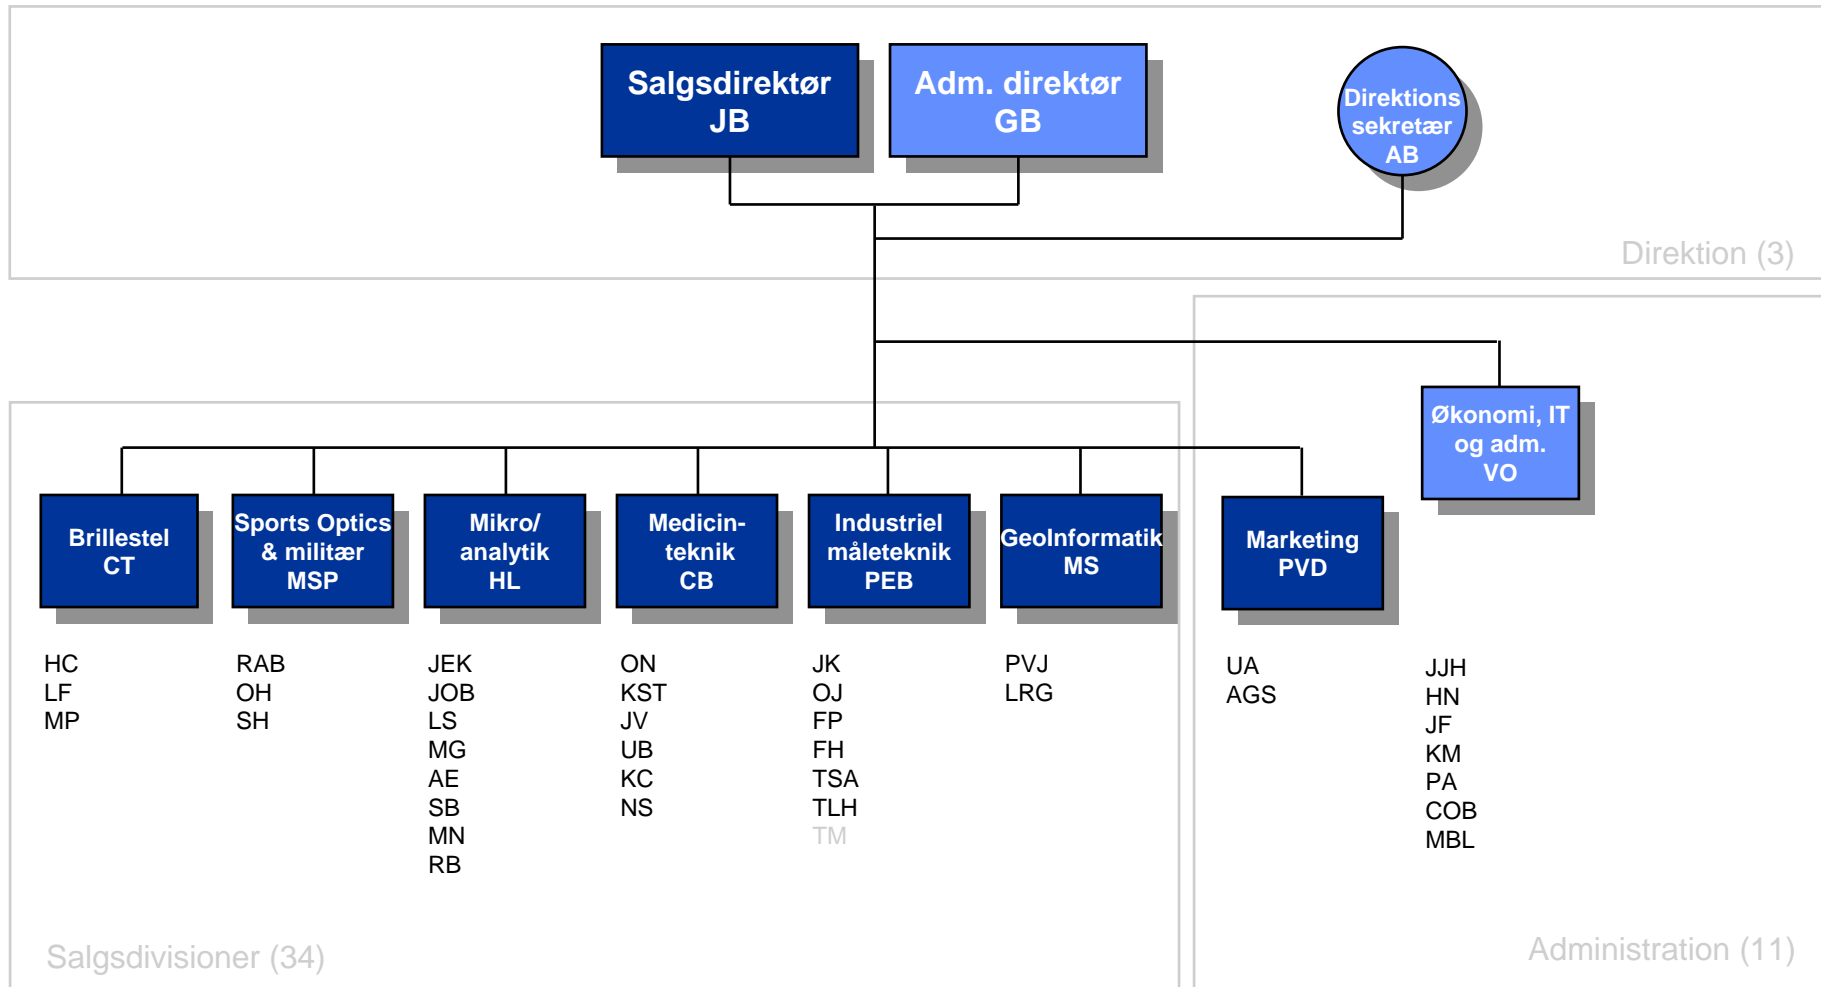 Salgsdirektør
JB
Adm. direktør
GB
Direktions
sekretær
AB
Direktion (3)
Økonomi, IT
og adm.
VO
Brillestel
CT
Sports Optics
& militær
MSP
Mikro/
analytik
HL
Medicin-
teknik
CB
Industriel
måleteknik
PEB
GeoInformatik
MS
Marketing
PVD
HC
LF
MP
RAB
OH
SH
JEK
JOB
LS
MG
AE
SB
MN
RB
ON
KST
JV
UB
KC
NS
JK
OJ
FP
FH
TSA
TLH
TM
PVJ
LRG
UA
AGS
JJH
HN
JF
KM
PA
COB
MBL
Salgsdivisioner (34)
Administration (11)